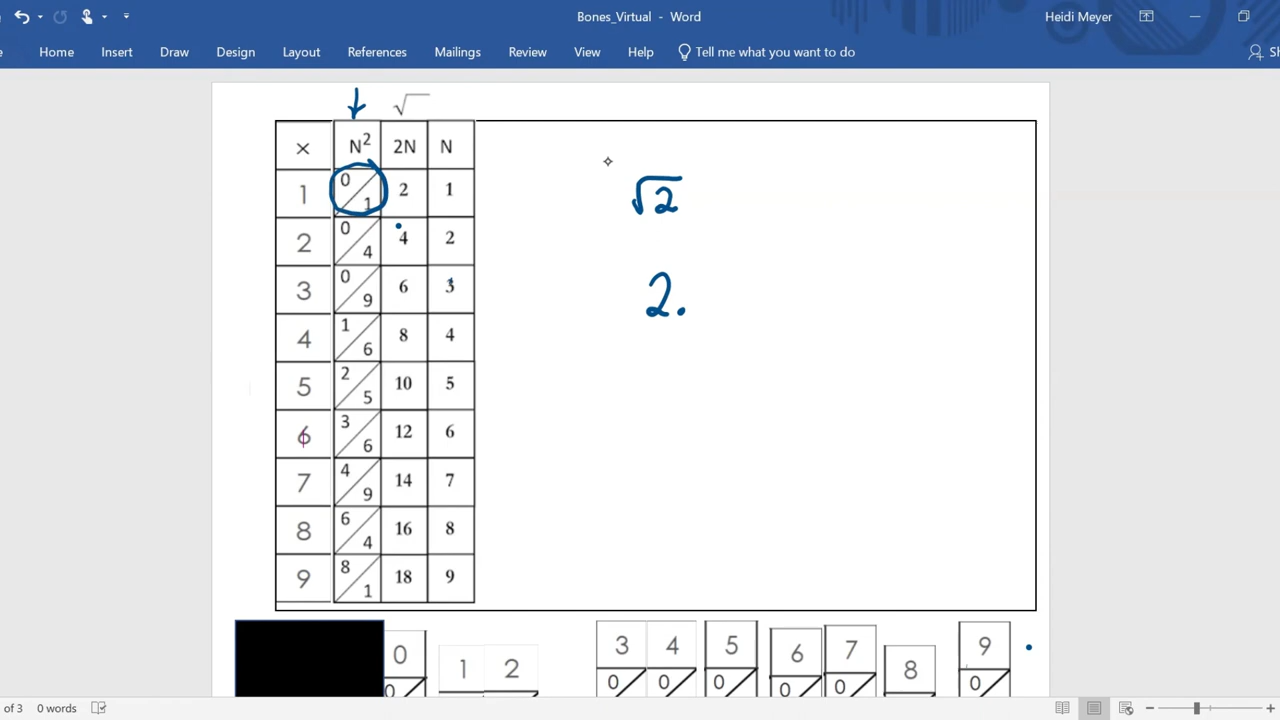 Bones_Virtual - Word
Heidi Meyer
Home Insert Draw Design Layout References Mailings Review View Help Tell me what you want to do
√
× N² 2N N
1 0/1 2 1
2 0/4 4 2
3 0/9 6 3
4 1/6 8 4
5 2/5 10 5
6 3/6 12 6
7 4/9 14 7
8 6/4 16 8
9 8/1 18 9
√2
2.
0 1 2 3 4 5 6 7 8 9
0 0 0 0 0 0 0
of 3 0 words